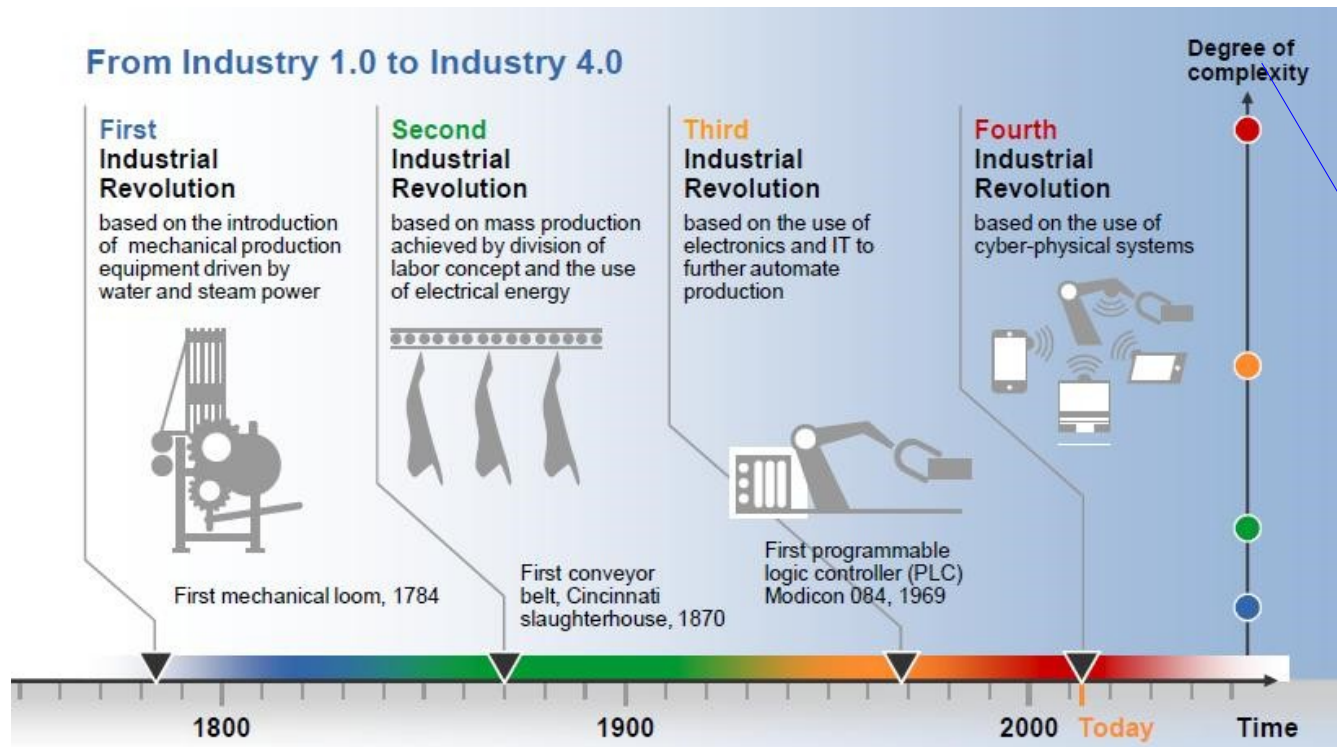 From Industry 1.0 to Industry 4.0
Degree of
complexity
First
Industrial
Revolution
based on the introduction
of mechanical production
equipment driven by
water and steam power
Second
Industrial
Revolution
based on mass production
achieved by division of
labor concept and the use
of electrical energy
Third
Industrial
Revolution
based on the use of
electronics and IT to
further automate
production
Fourth
Industrial
Revolution
based on the use of
cyber-physical systems
First mechanical loom, 1784
First conveyor
belt, Cincinnati
slaughterhouse, 1870
First programmable
logic controller (PLC)
Modicon 084, 1969
1800
1900
2000
Today
Time